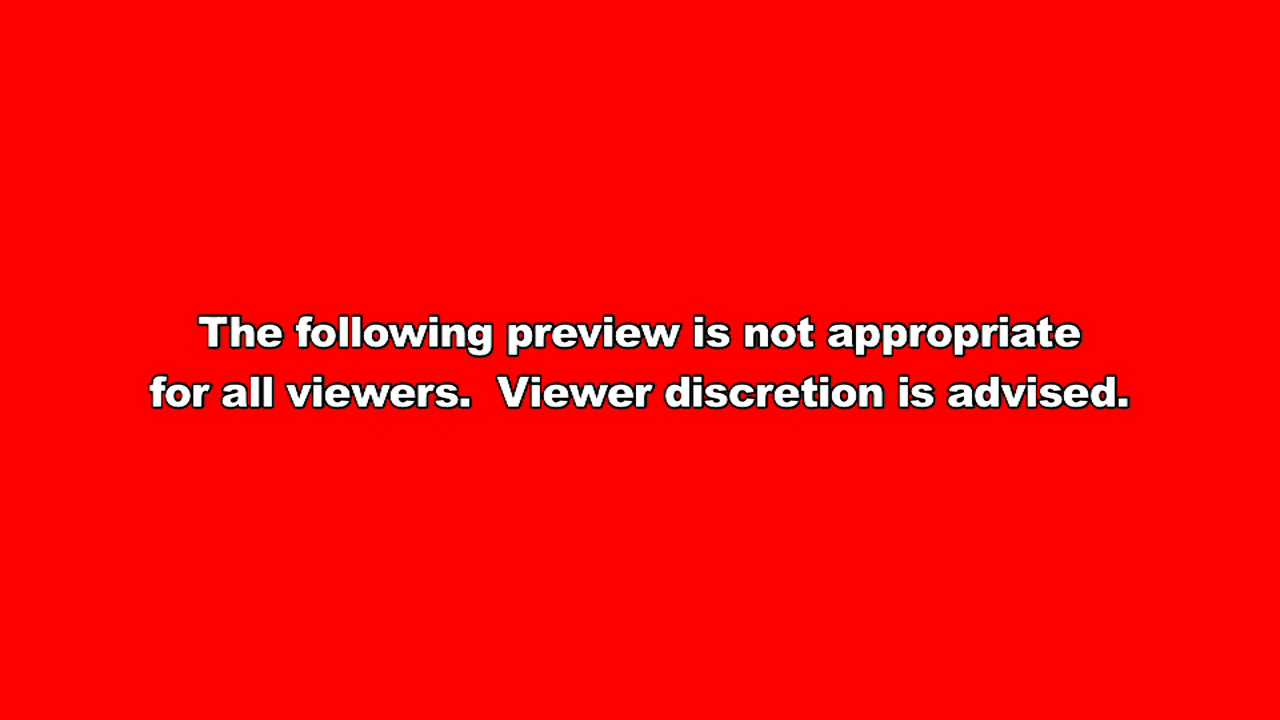 The following preview is not appropriate
for all viewers.  Viewer discretion is advised.